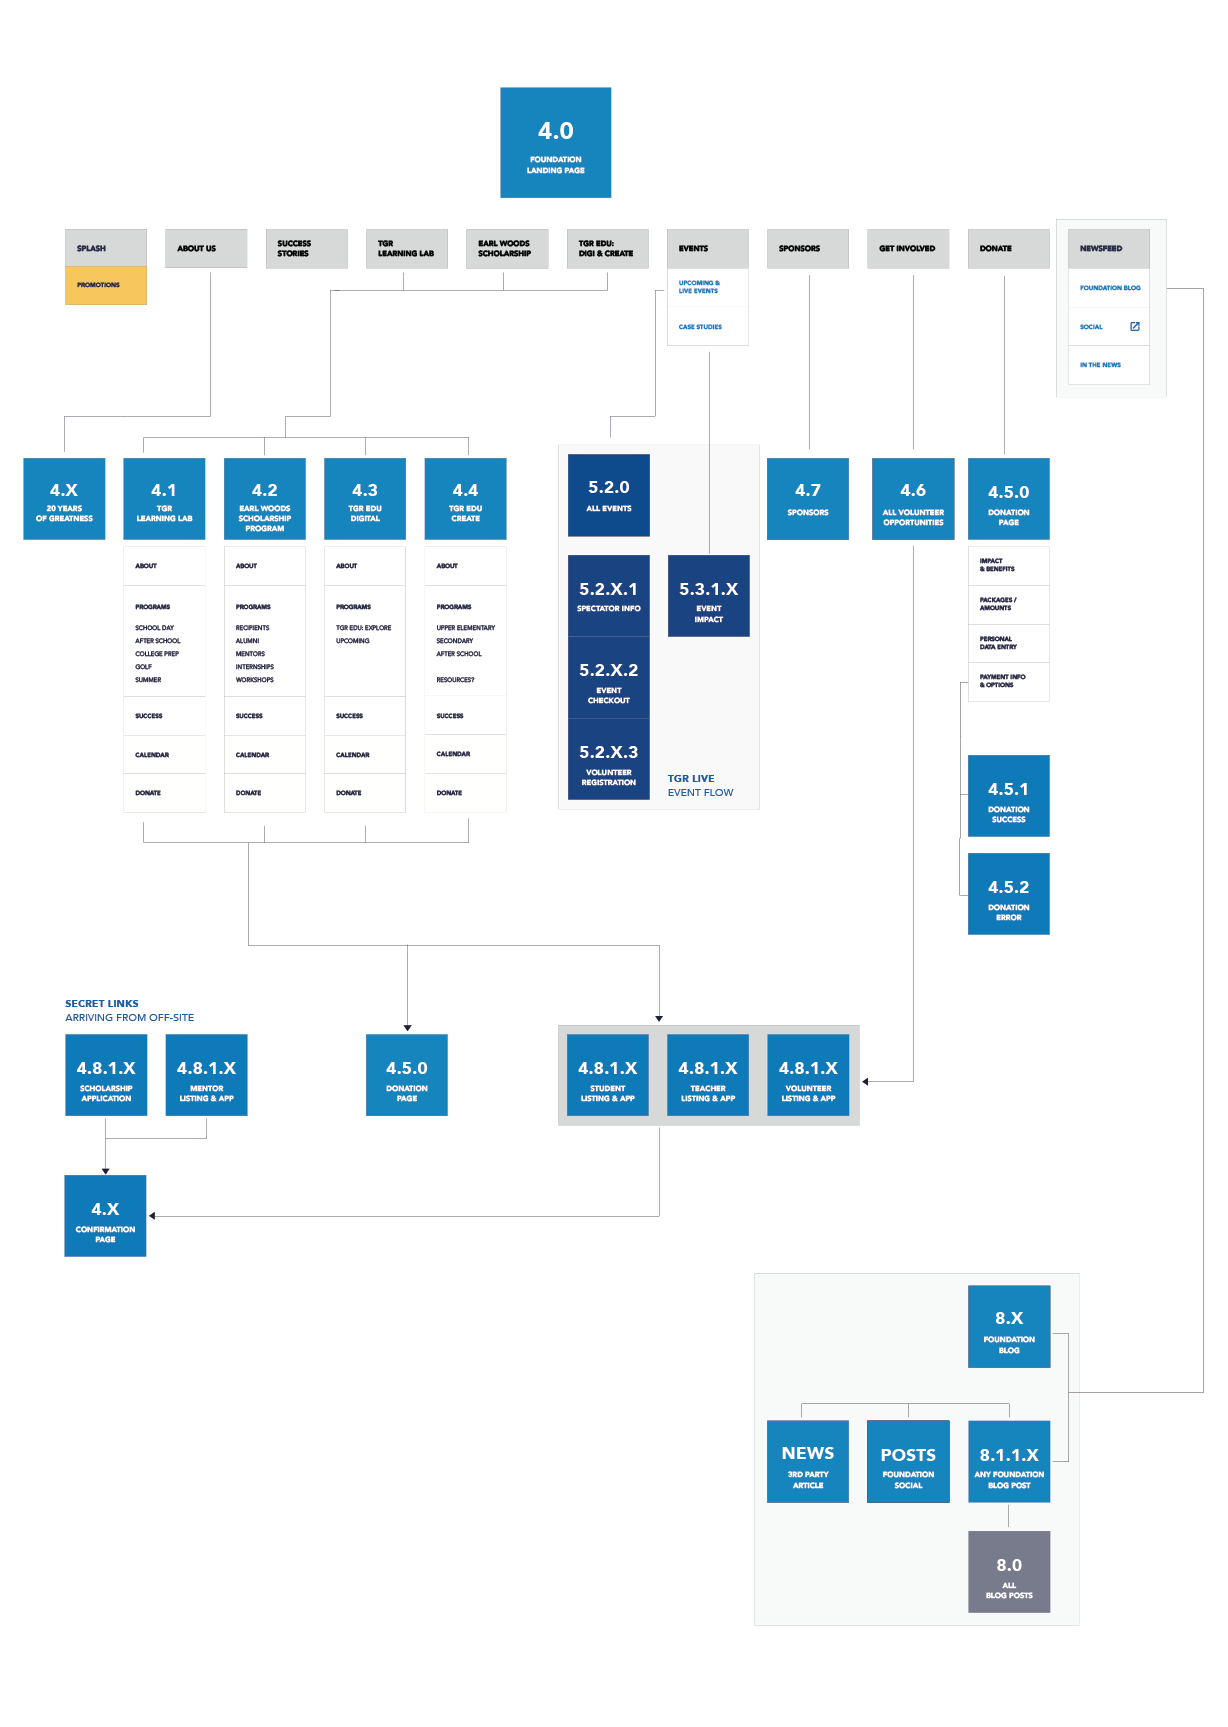 4.0
FOUNDATION
LANDING PAGE
SPLASH
PROMOTIONS
ABOUT US
SUCCESS
STORIES
TGR
LEARNING LAB
EARL WOODS
SCHOLARSHIP
TGR EDU:
DIGI & CREATE
EVENTS
UPCOMING &
LIVE EVENTS
CASE STUDIES
SPONSORS
GET INVOLVED
DONATE
NEWSFEED
FOUNDATION BLOG
SOCIAL
IN THE NEWS
4.X
20 YEARS
OF GREATNESS
4.1
TGR
LEARNING LAB
ABOUT
PROGRAMS
SCHOOL DAY
AFTER SCHOOL
COLLEGE PREP
GOLF
SUMMER
SUCCESS
CALENDAR
DONATE
4.2
EARL WOODS
SCHOLARSHIP
PROGRAM
ABOUT
PROGRAMS
RECIPIENTS
ALUMNI
MENTORS
INTERNSHIPS
WORKSHOPS
SUCCESS
CALENDAR
DONATE
4.3
TGR EDU
DIGITAL
ABOUT
PROGRAMS
TGR EDU: EXPLORE
UPCOMING
SUCCESS
CALENDAR
DONATE
4.4
TGR EDU
CREATE
ABOUT
PROGRAMS
UPPER ELEMENTARY
SECONDARY
AFTER SCHOOL
RESOURCES?
SUCCESS
CALENDAR
DONATE
5.2.0
ALL EVENTS
5.2.X.1
SPECTATOR INFO
5.2.X.2
EVENT
CHECKOUT
5.2.X.3
VOLUNTEER
REGISTRATION
5.3.1.X
EVENT
IMPACT
TGR LIVE
EVENT FLOW
4.7
SPONSORS
4.6
ALL VOLUNTEER
OPPORTUNITIES
4.5.0
DONATION
PAGE
IMPACT
& BENEFITS
PACKAGES /
AMOUNTS
PERSONAL
DATA ENTRY
PAYMENT INFO
& OPTIONS
4.5.1
DONATION
SUCCESS
4.5.2
DONATION
ERROR
SECRET LINKS
ARRIVING FROM OFF-SITE
4.8.1.X
SCHOLARSHIP
APPLICATION
4.8.1.X
MENTOR
LISTING & APP
4.5.0
DONATION
PAGE
4.8.1.X
STUDENT
LISTING & APP
4.8.1.X
TEACHER
LISTING & APP
4.8.1.X
VOLUNTEER
LISTING & APP
4.X
CONFIRMATION
PAGE
8.X
FOUNDATION
BLOG
NEWS
3RD PARTY
ARTICLE
POSTS
FOUNDATION
SOCIAL
8.1.1.X
ANY FOUNDATION
BLOG POST
8.0
ALL
BLOG POSTS